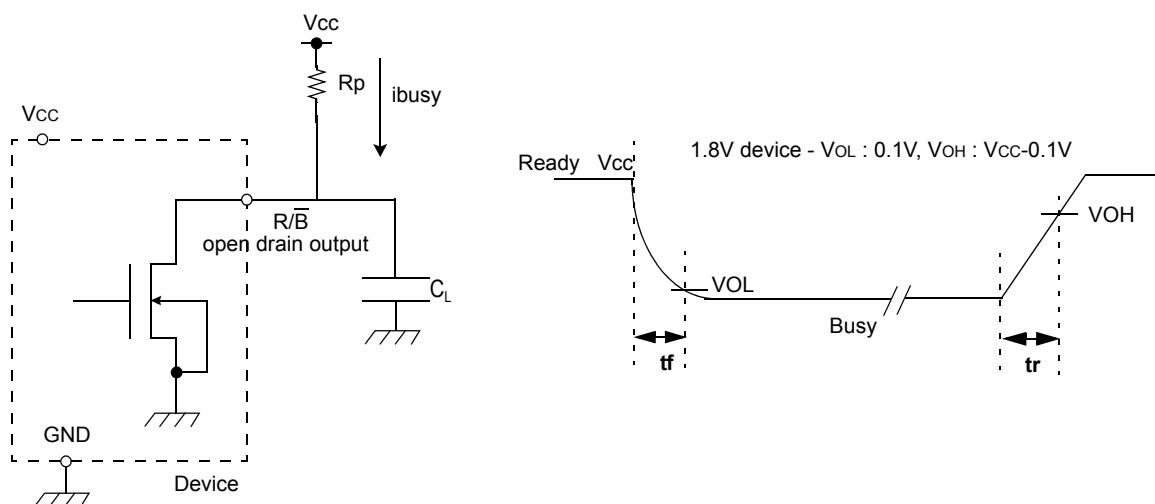 Vcc
Rp
ibusy
VCC
R/B̅
open drain output
CL
GND
Device
1.8V device - VOL : 0.1V, VOH : VCC-0.1V
Ready Vcc
VOH
VOL
Busy
tf
tr